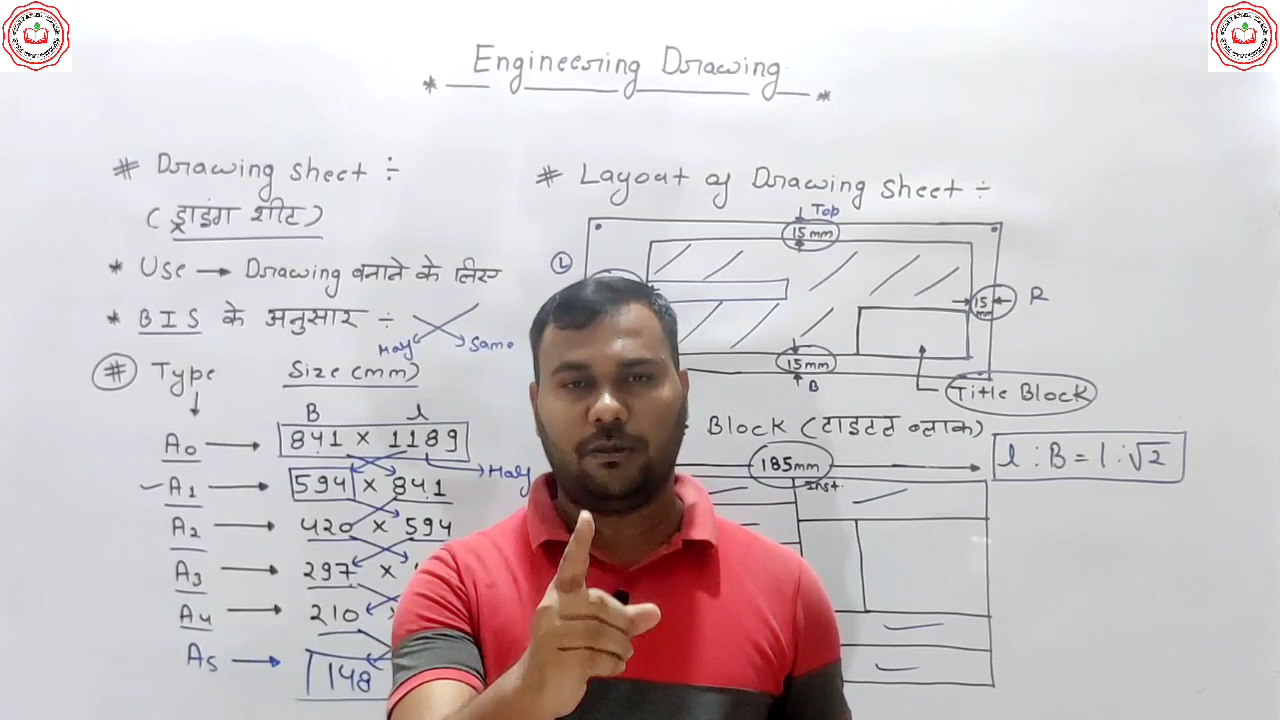 Engineering Drawing
# Drawing sheet ÷
(ड्राइंग शीट)
* Use → Drawing बनाने के लिए
* BIS के अनुसार ÷
Half Same
# Type Size (mm)
B l
A0 → 841 × 1189
Half
A1 → 594 × 841
A2 → 420 × 594
A3 → 297 ×
A4 → 210
A5 → 148
# Layout of Drawing sheet ÷
Top
15mm
L
15 mm R
15mm
B
Title Block
Block (टाइटल ब्लाक)
185mm
Inst.
l : B = 1 : √2